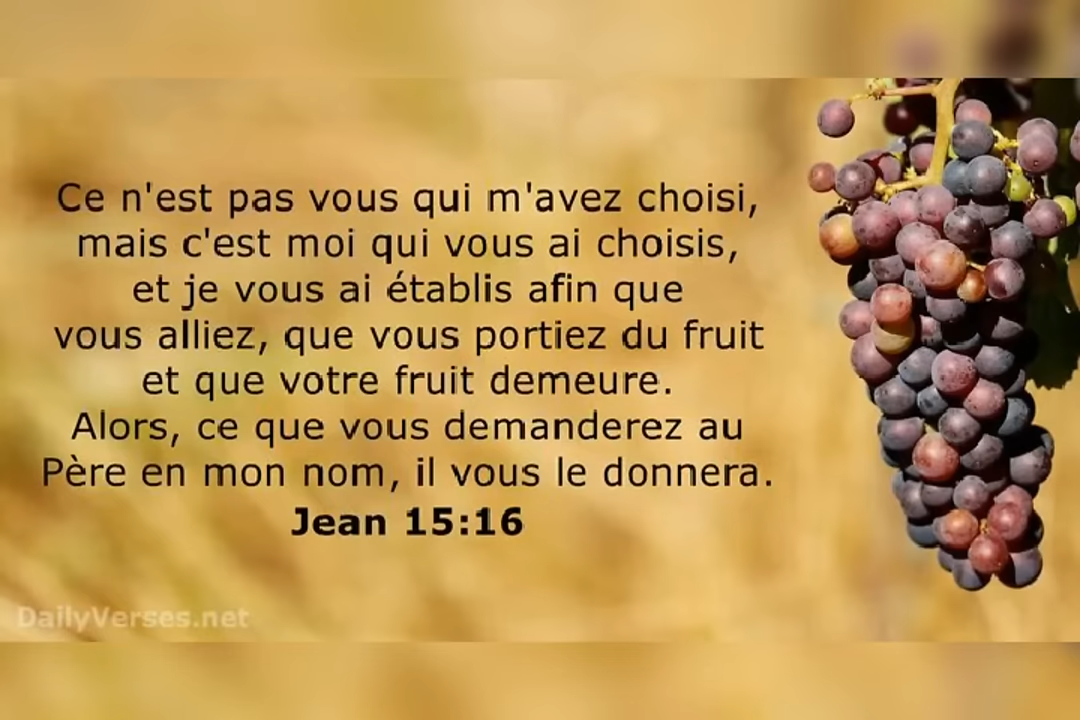 Ce n'est pas vous qui m'avez choisi,
mais c'est moi qui vous ai choisis,
et je vous ai établis afin que
vous alliez, que vous portiez du fruit
et que votre fruit demeure.
Alors, ce que vous demanderez au
Père en mon nom, il vous le donnera.
Jean 15:16
DailyVerses.net